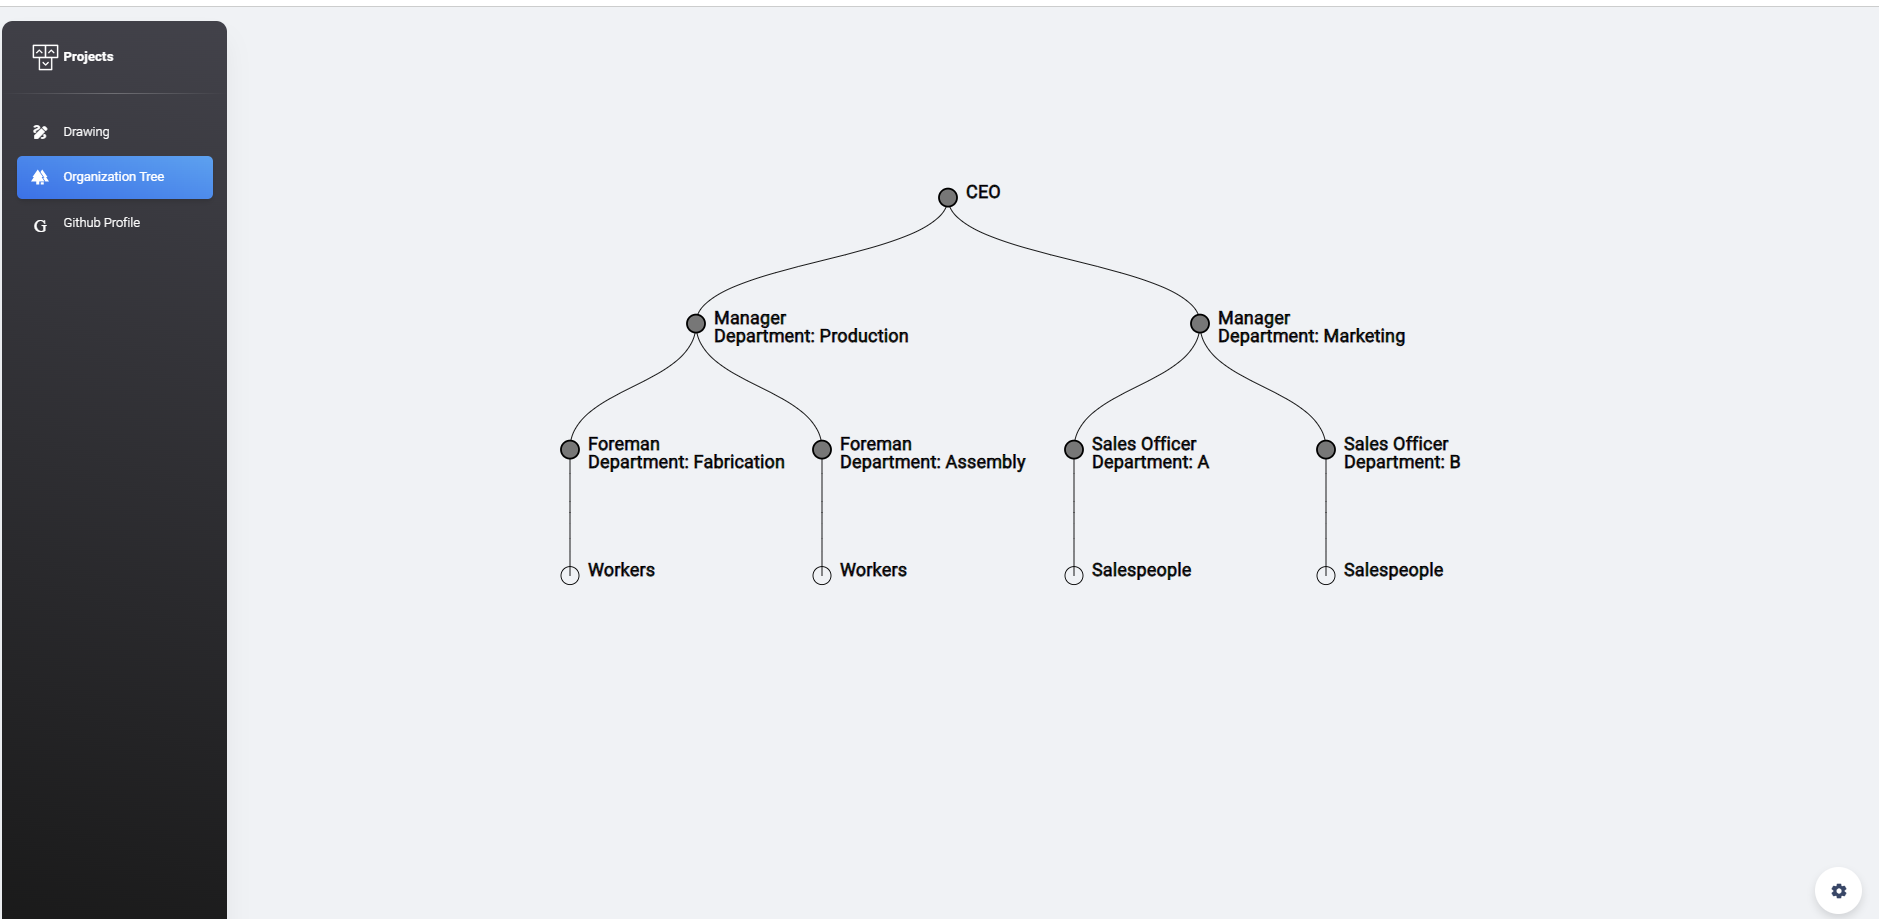 Projects
Drawing
Organization Tree
Github Profile
CEO
Manager
Department: Production
Manager
Department: Marketing
Foreman
Department: Fabrication
Foreman
Department: Assembly
Sales Officer
Department: A
Sales Officer
Department: B
Workers
Workers
Salespeople
Salespeople